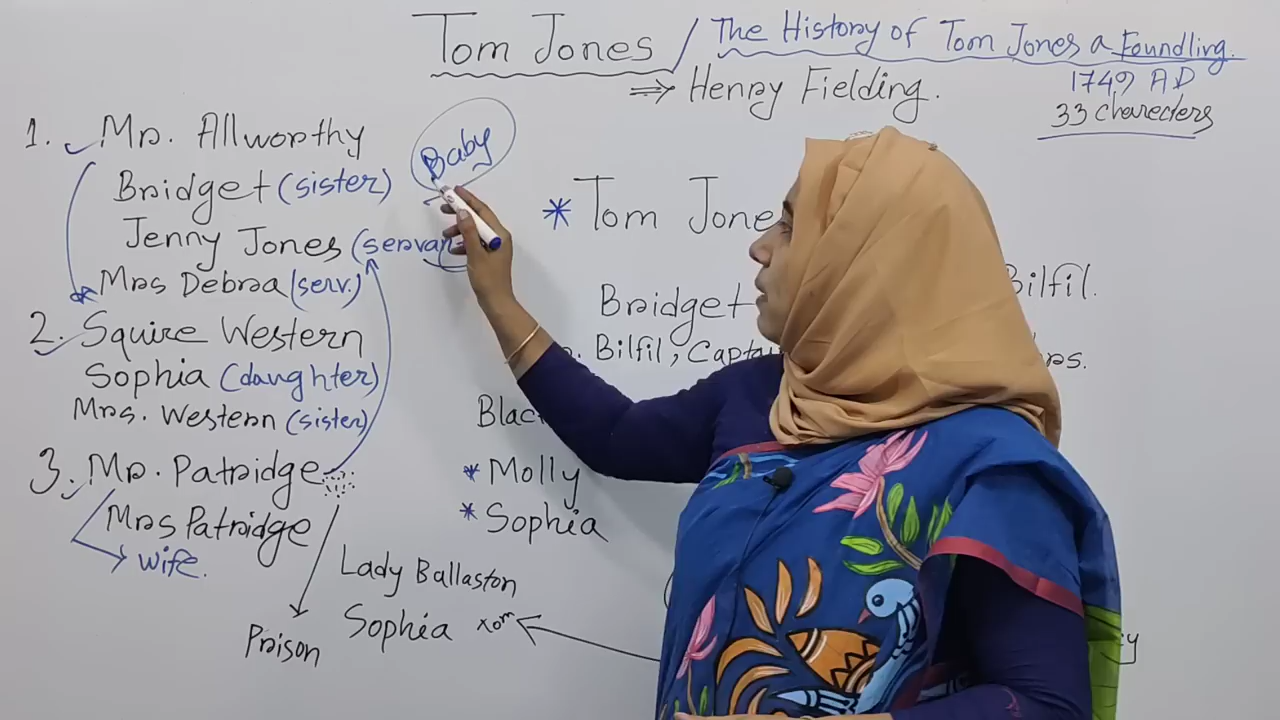 Tom Jones / The History of Tom Jones a Foundling.
⇒ Henry Fielding.
1749 AD
33 charecters
1. Mr. Allworthy
Bridget (sister)
Jenny Jones (servan
Mrs Debra (serv.)
Baby
2. Squire Western
Sophia (daughter)
Mrs. Western (sister)
3. Mr. Patridge
Mrs Patridge
wife.
Prison
* Tom Jone
Bridget
Bilfil.
Bilfil, Capta
* Molly
* Sophia
Lady Ballaston
Sophia